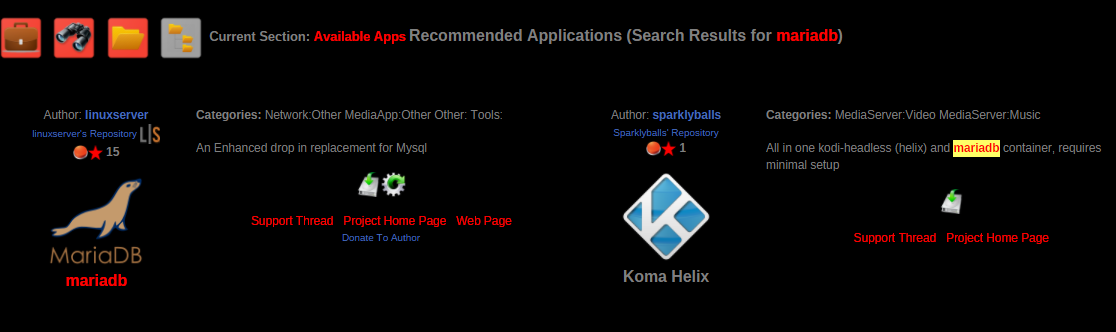 Current Section: Available Apps Recommended Applications (Search Results for mariadb)
Author: linuxserver
linuxserver's Repository L|S
15
MariaDB
mariadb
Categories: Network:Other MediaApp:Other Other: Tools:
An Enhanced drop in replacement for Mysql
Support Thread Project Home Page Web Page
Donate To Author
Author: sparklyballs
Sparklyballs' Repository
1
Koma Helix
Categories: MediaServer:Video MediaServer:Music
All in one kodi-headless (helix) and mariadb container, requires
minimal setup
Support Thread Project Home Page